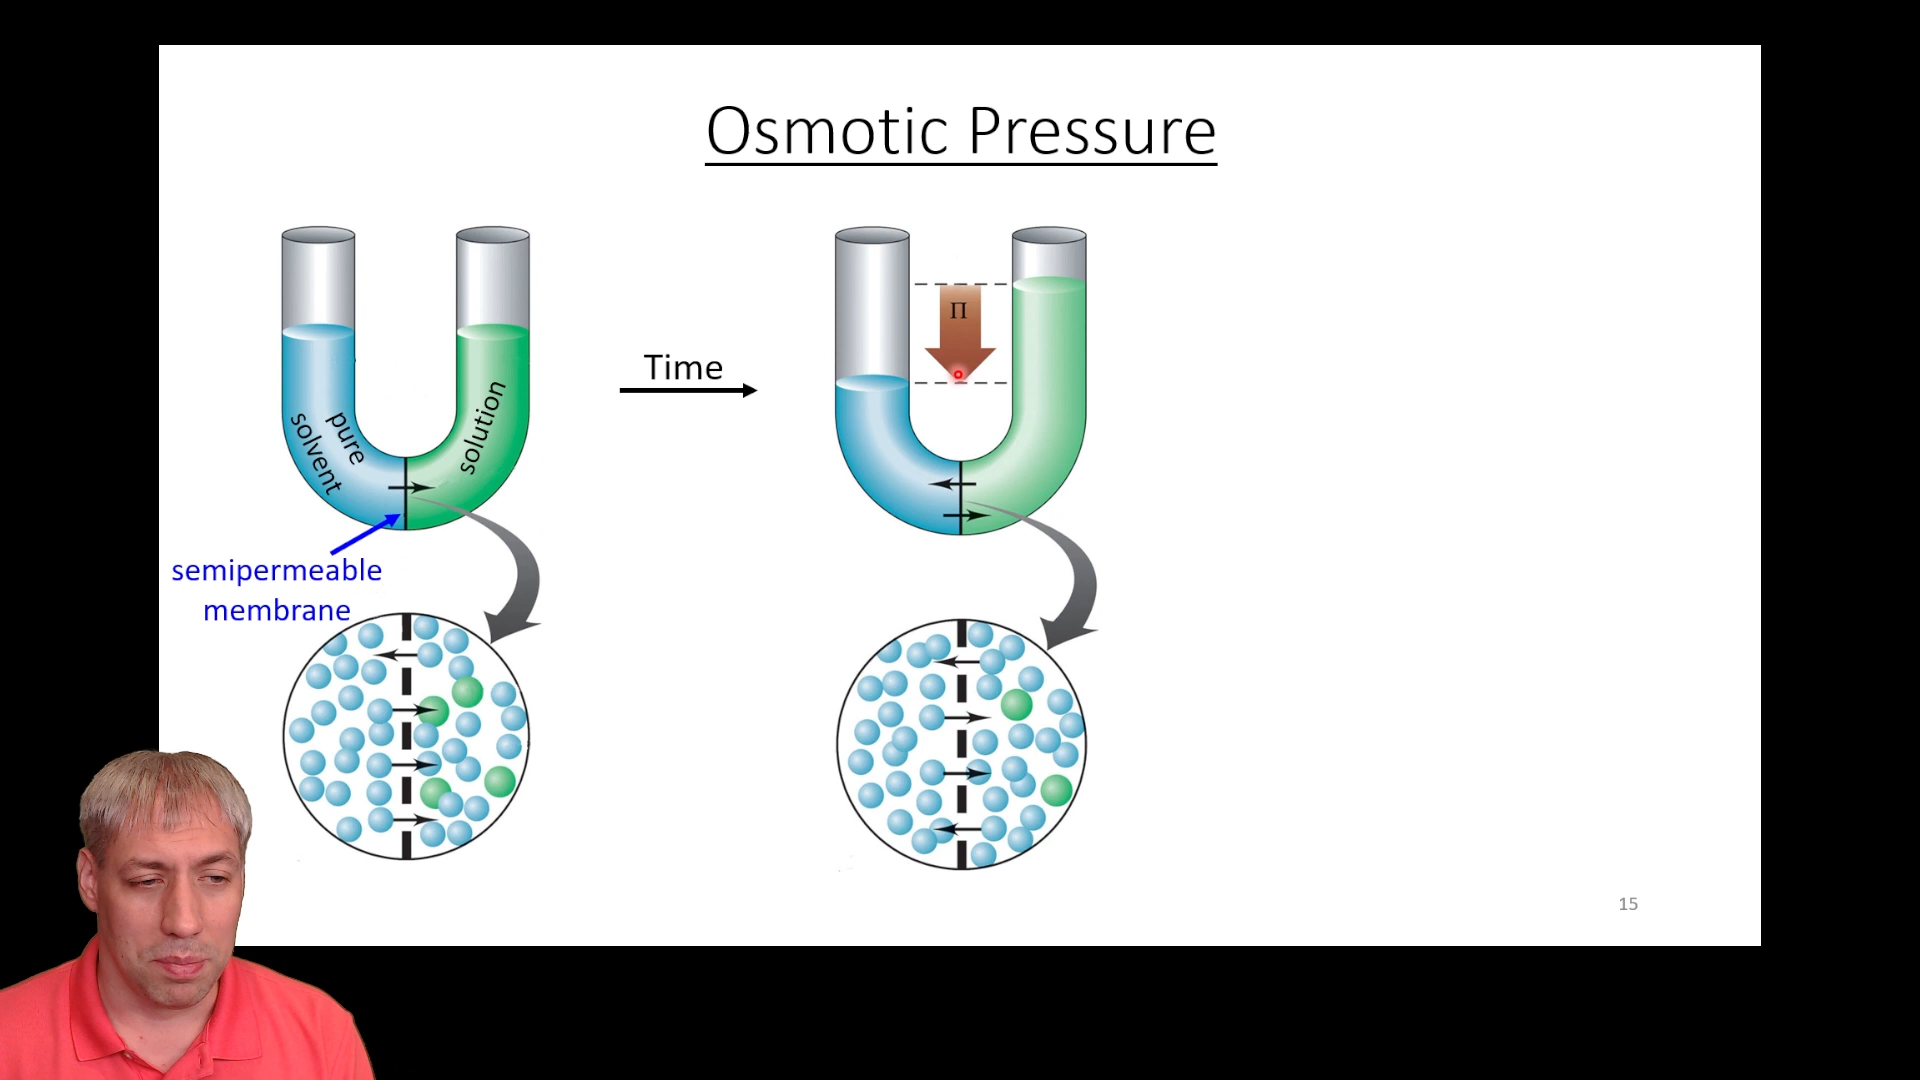 Osmotic Pressure
Π
Time
pure
solvent
solution
semipermeable
membrane
15